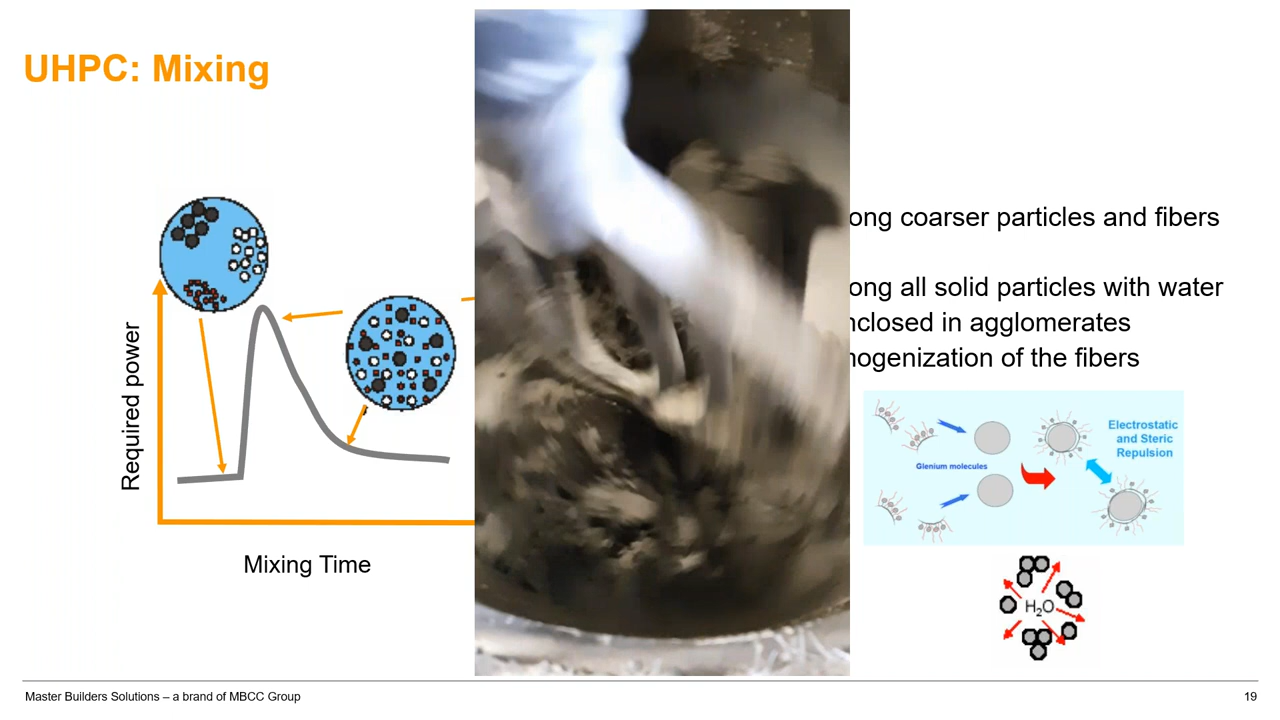 UHPC: Mixing
ong coarser particles and fibers
ong all solid particles with water
nclosed in agglomerates
mogenization of the fibers
Required power
Mixing Time
Glenium molecules
Electrostatic
and Steric
Repulsion
H₂O
Master Builders Solutions – a brand of MBCC Group
19